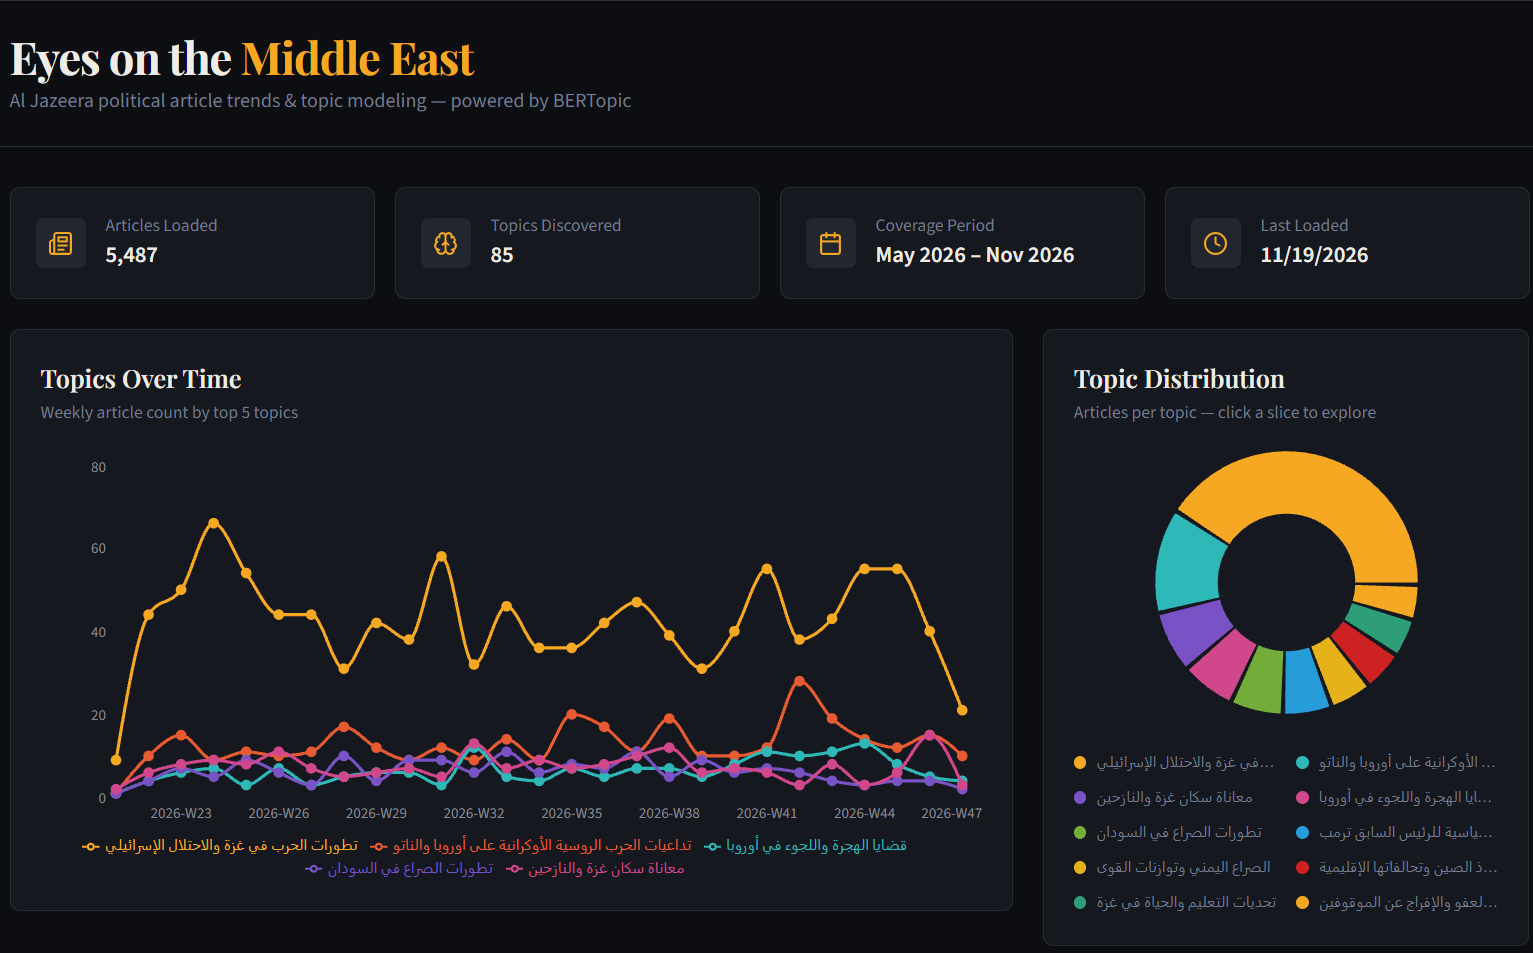 Eyes on the Middle East
Al Jazeera political article trends & topic modeling — powered by BERTopic
Articles Loaded
5,487
Topics Discovered
85
Coverage Period
May 2026 – Nov 2026
Last Loaded
11/19/2026
Topics Over Time
Weekly article count by top 5 topics
80
60
40
20
0
2026-W23 2026-W26 2026-W29 2026-W32 2026-W35 2026-W38 2026-W41 2026-W44 2026-W47
تطورات الحرب في غزة والاحتلال الإسرائيلي
تداعيات الحرب الروسية الأوكرانية على أوروبا والناتو
قضايا الهجرة واللجوء في أوروبا
تطورات الصراع في السودان
معاناة سكان غزة والنازحين
Topic Distribution
Articles per topic — click a slice to explore
في غزة والاحتلال الإسرائيلي...
الأوكرانية على أوروبا والناتو ...
معاناة سكان غزة والنازحين
ـايا الهجرة واللجوء في أوروبا...
تطورات الصراع في السودان
ـياسية للرئيس السابق ترمب...
الصراع اليمني وتوازنات القوى
ـذ الصين وتحالفاتها الإقليمية...
تحديات التعليم والحياة في غزة
ـلعفو والإفراج عن الموقوفين...